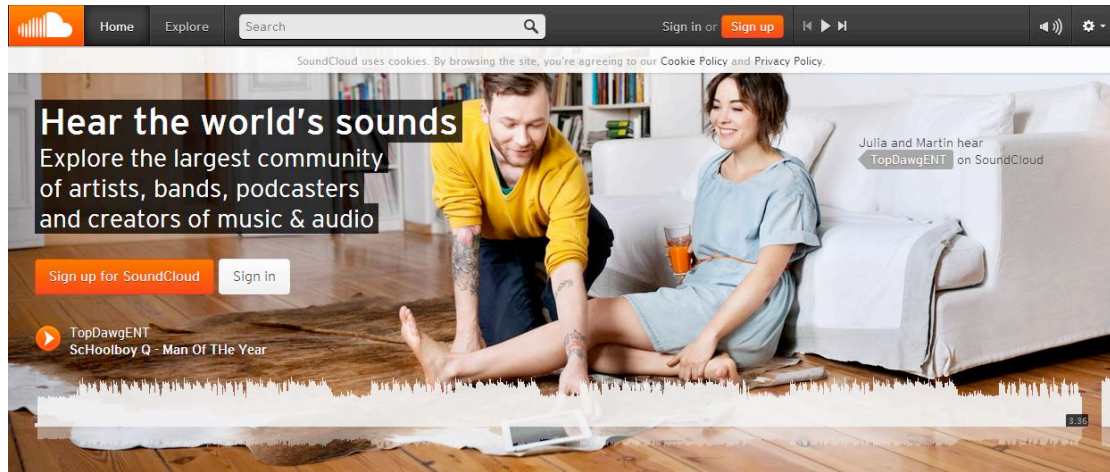 Home
Explore
Search
Sign in or Sign up
SoundCloud uses cookies. By browsing the site, you're agreeing to our Cookie Policy and Privacy Policy.
Hear the world's sounds
Explore the largest community
of artists, bands, podcasters
and creators of music & audio
Julia and Martin hear
TopDawgENT on SoundCloud
Sign up for SoundCloud
Sign in
TopDawgENT
ScHoolboy Q - Man Of THe Year
3.36